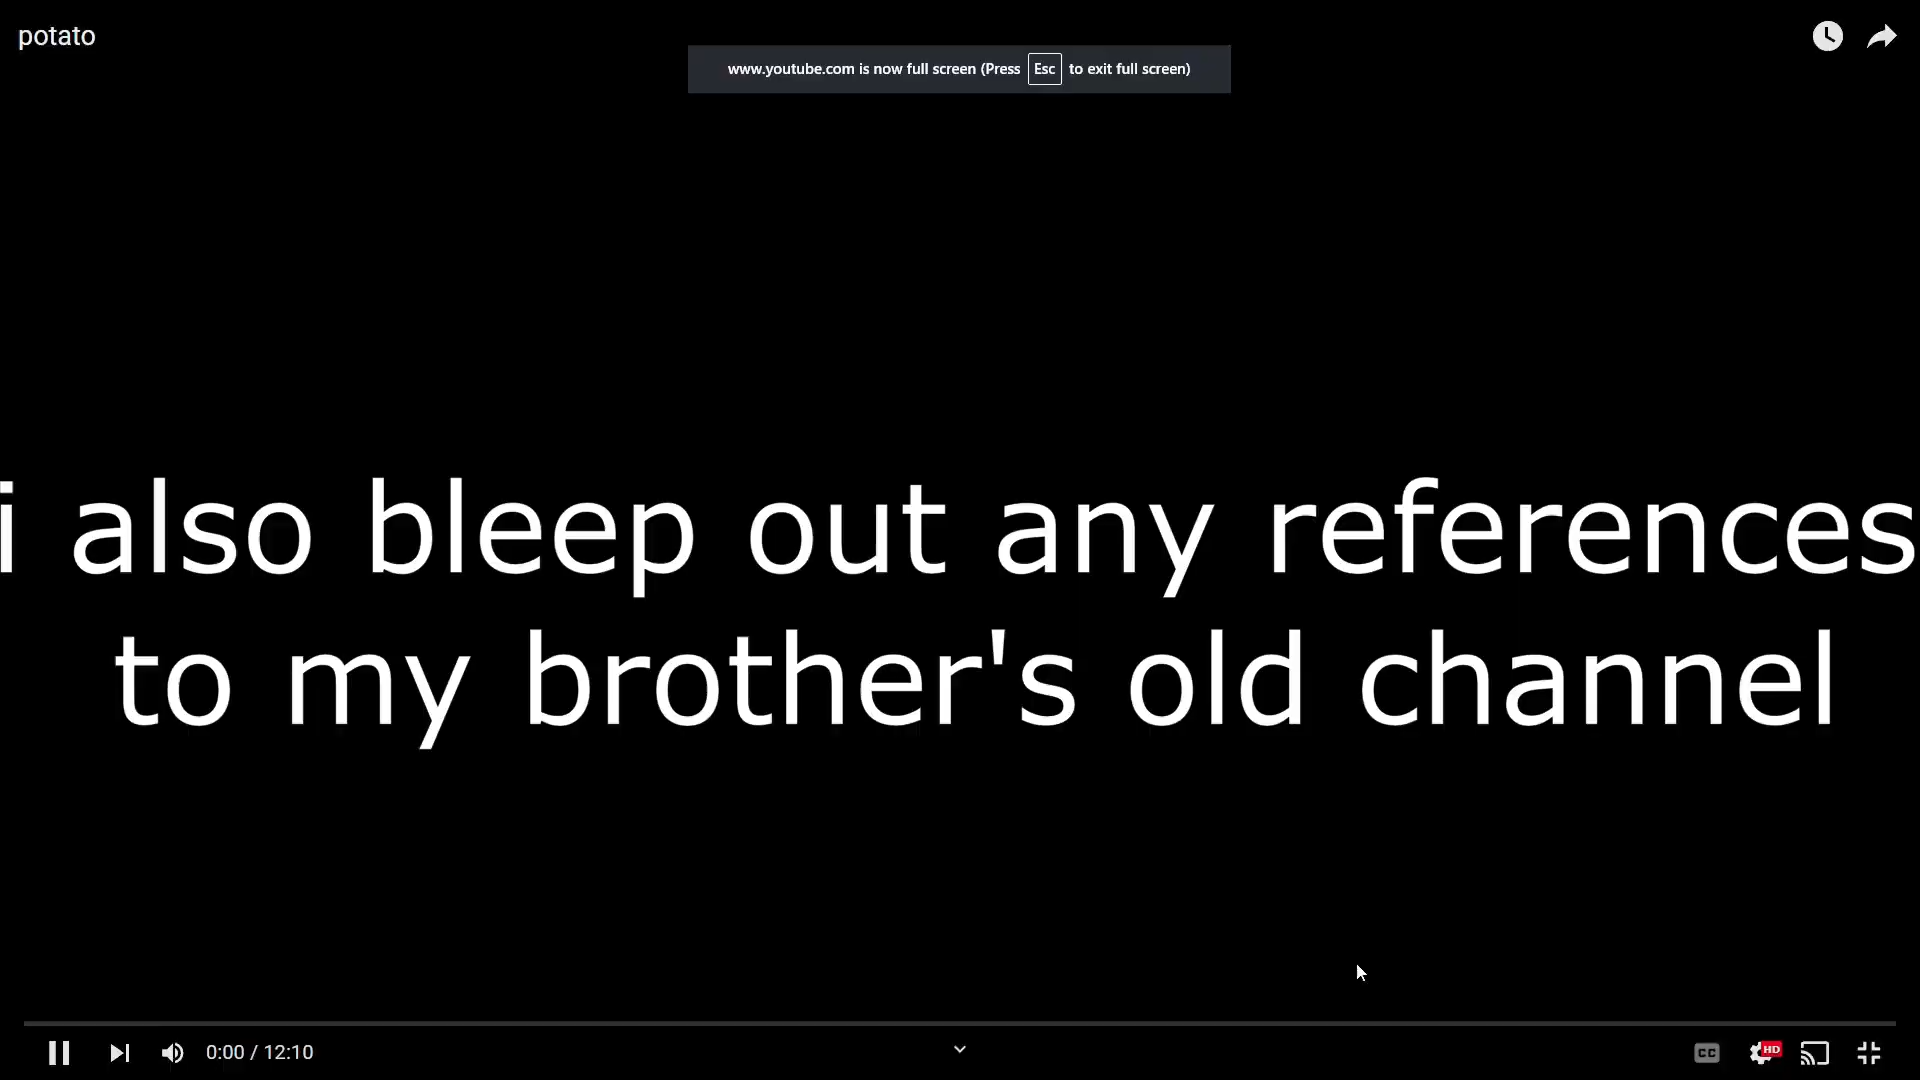 potato
www.youtube.com is now full screen (Press Esc to exit full screen)
i also bleep out any references
to my brother's old channel
0:00 / 12:10
CC
HD